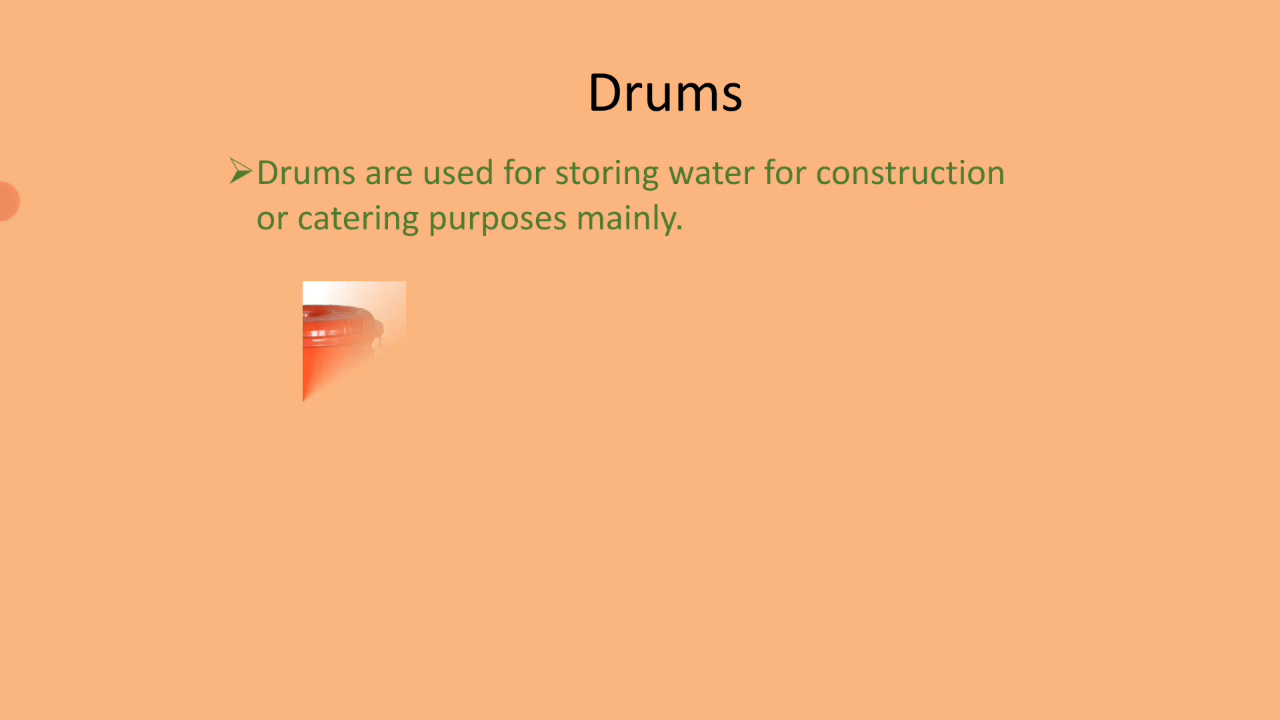 Drums
➢Drums are used for storing water for construction
or catering purposes mainly.